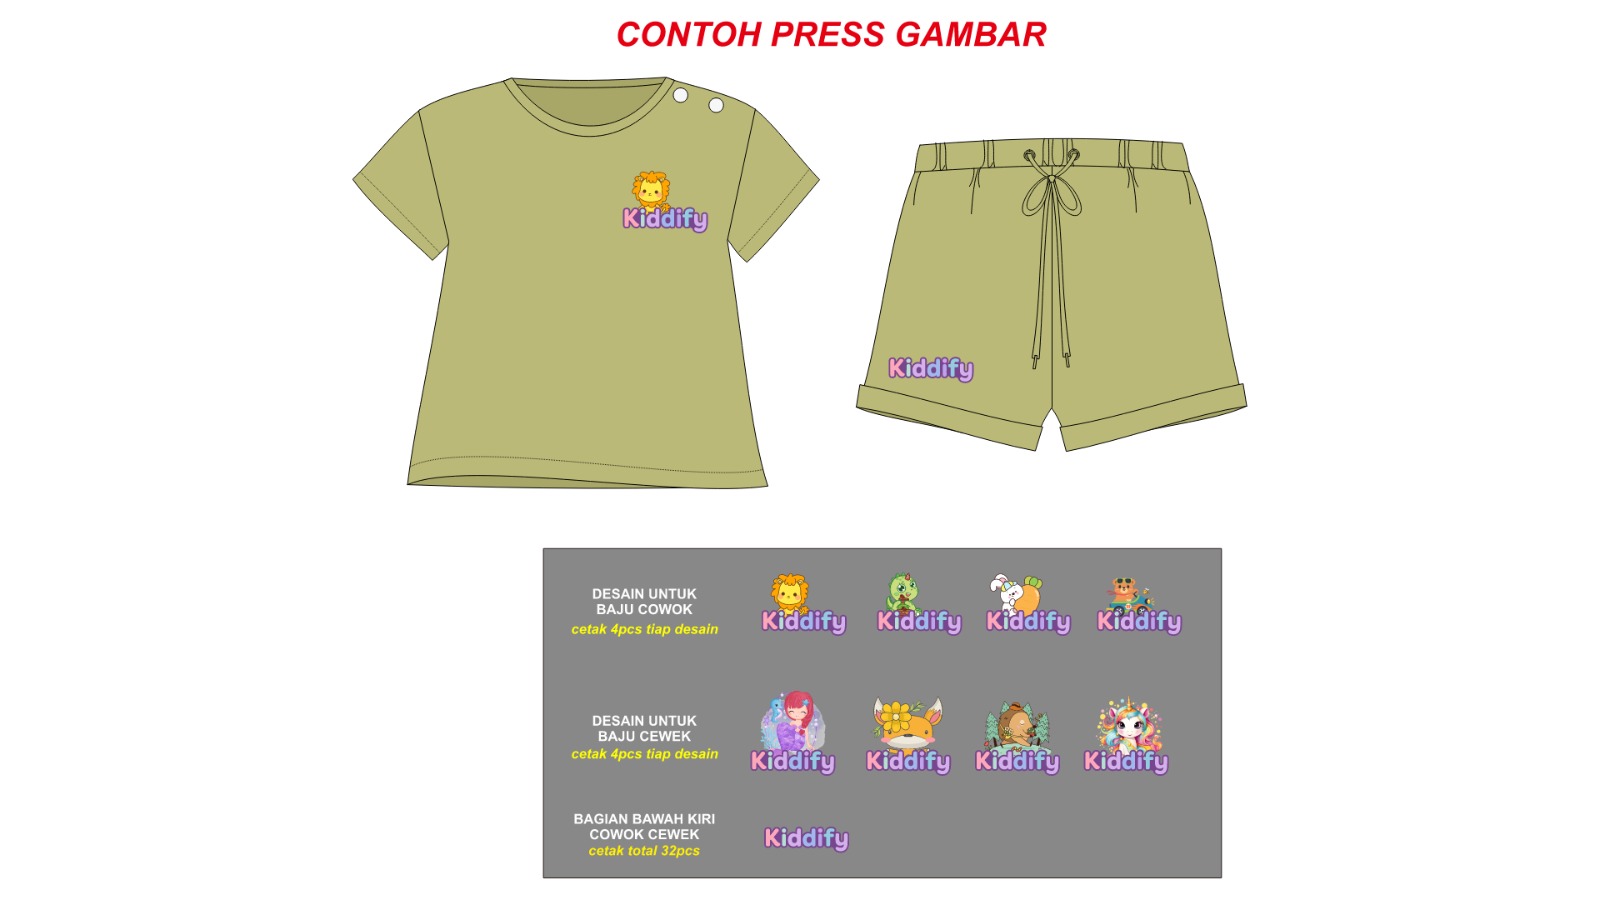 CONTOH PRESS GAMBAR
Kiddify
Kiddify
DESAIN UNTUK
BAJU COWOK
cetak 4pcs tiap desain
Kiddify Kiddify Kiddify Kiddify
DESAIN UNTUK
BAJU CEWEK
cetak 4pcs tiap desain
Kiddify Kiddify Kiddify Kiddify
BAGIAN BAWAH KIRI
COWOK CEWEK
cetak total 32pcs
Kiddify